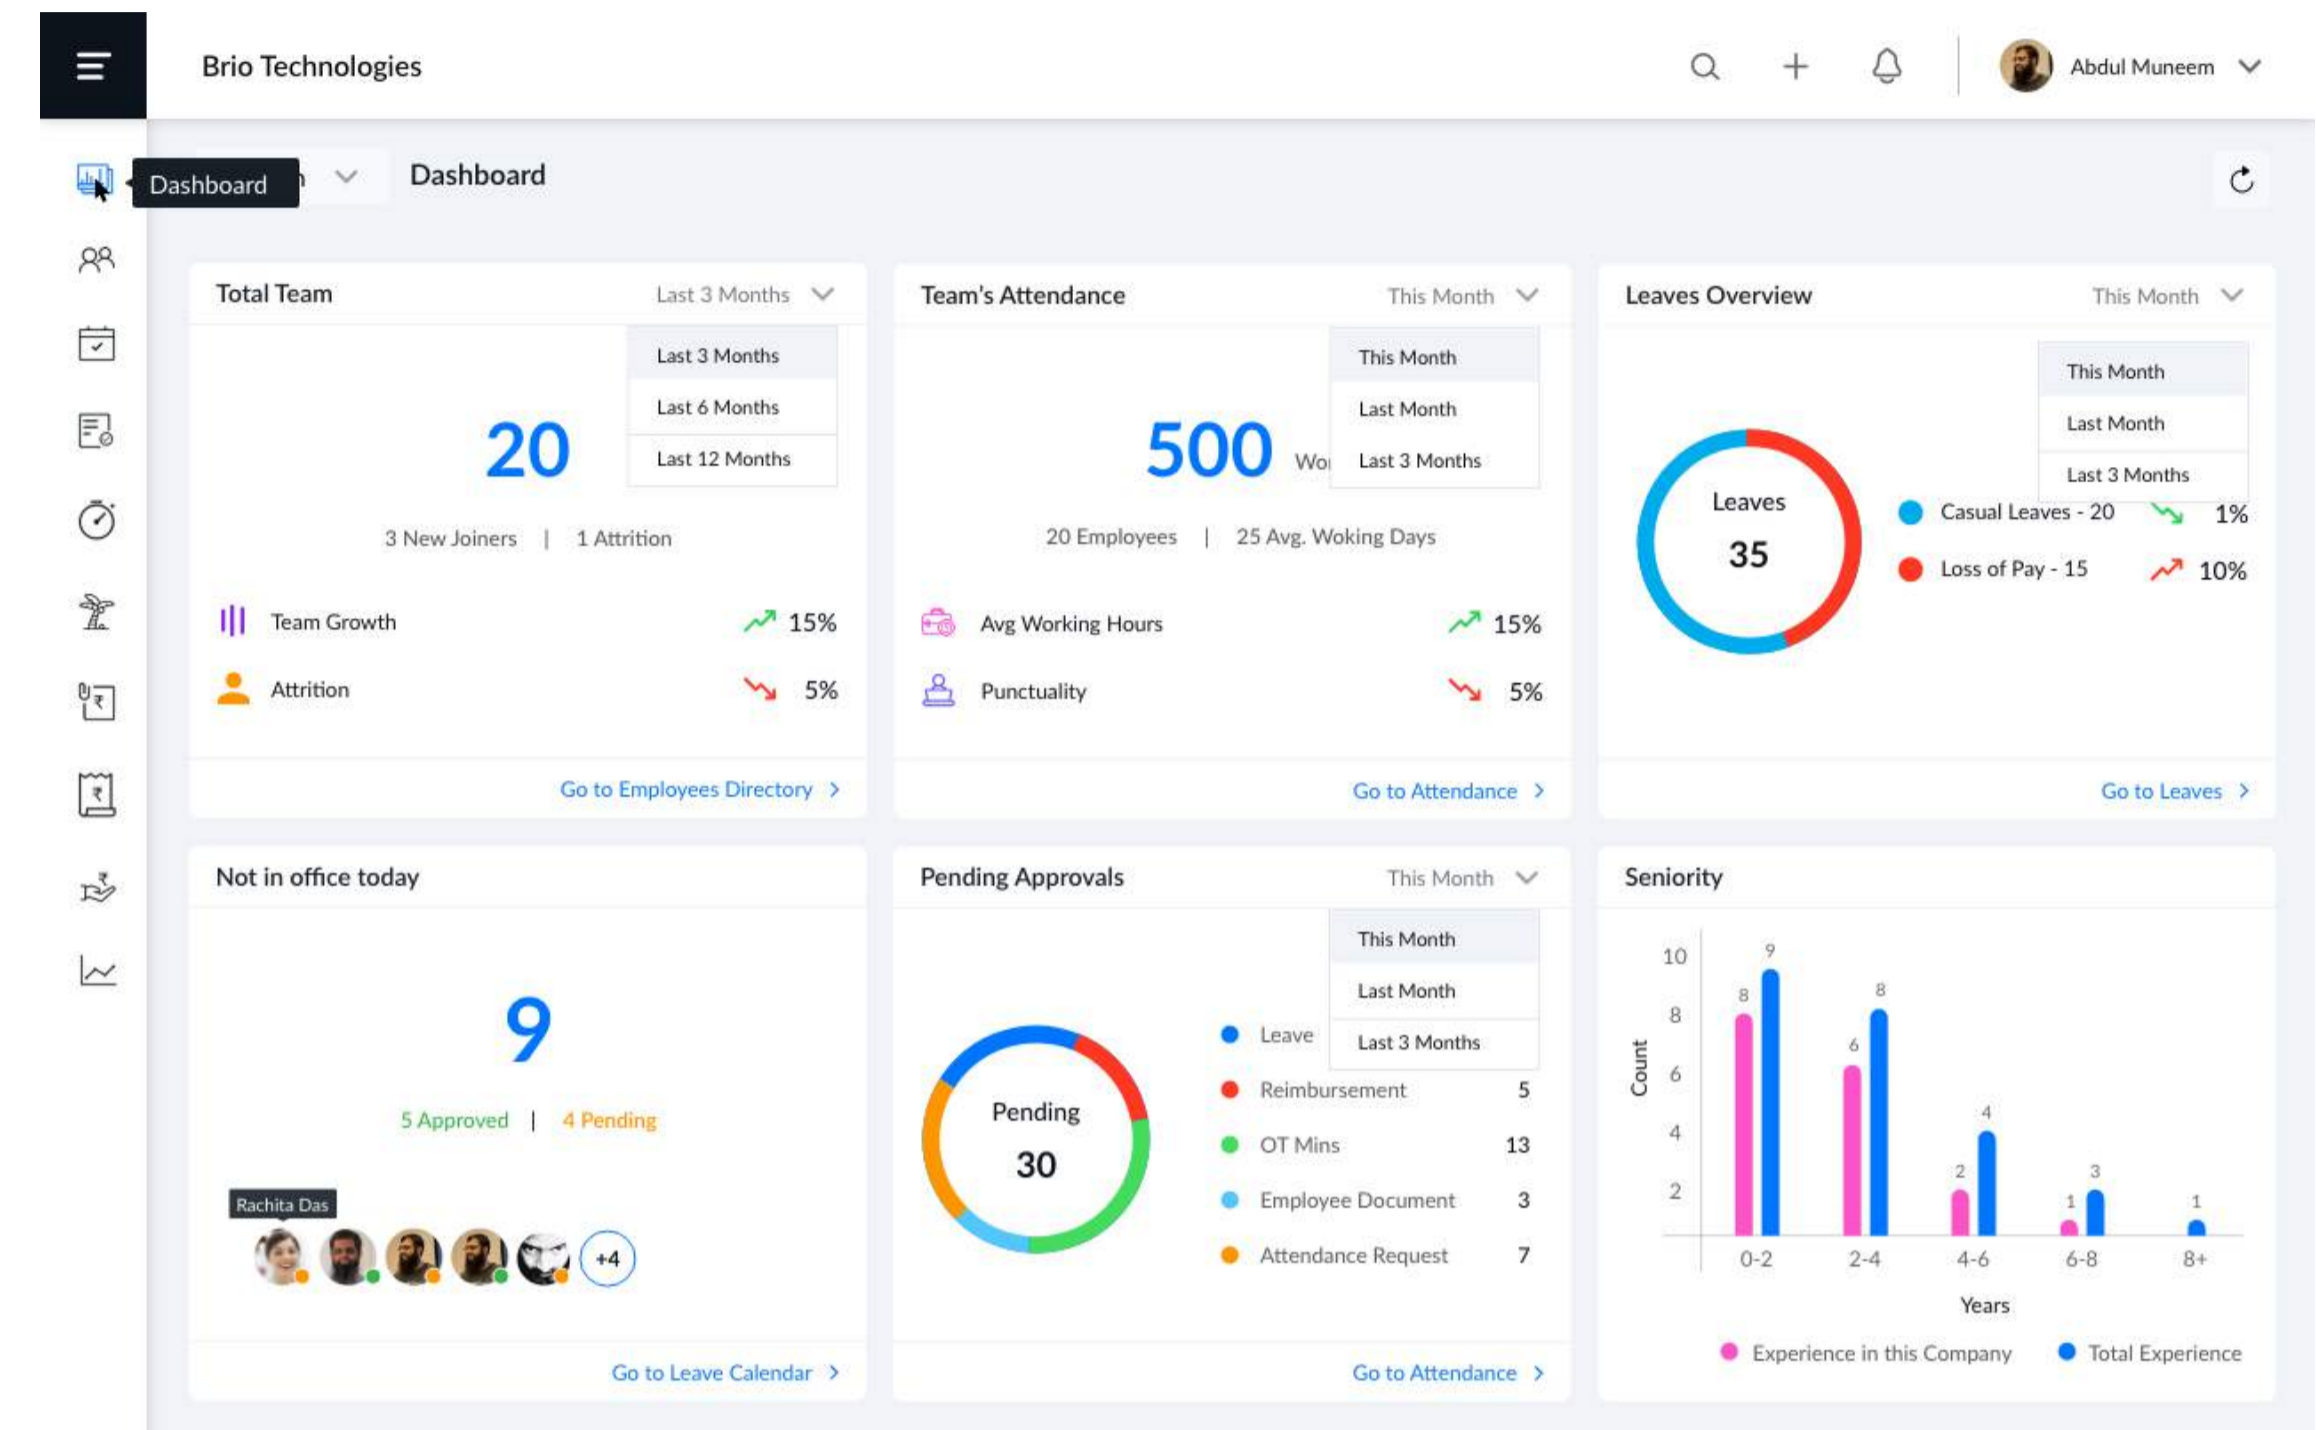 Brio Technologies
Abdul Muneem
Dashboard
Dashboard
Total Team
Last 3 Months
Last 3 Months
Last 6 Months
Last 12 Months
20
3 New Joiners | 1 Attrition
Team Growth 15%
Attrition 5%
Go to Employees Directory >
Team's Attendance
This Month
This Month
Last Month
Last 3 Months
500
20 Employees | 25 Avg. Woking Days
Avg Working Hours 15%
Punctuality 5%
Go to Attendance >
Leaves Overview
This Month
This Month
Last Month
Last 3 Months
Leaves
35
Casual Leaves - 20 1%
Loss of Pay - 15 10%
Go to Leaves >
Not in office today
9
5 Approved | 4 Pending
Rachita Das
+4
Go to Leave Calendar >
Pending Approvals
This Month
This Month
Last Month
Last 3 Months
Pending
30
Leave
Reimbursement 5
OT Mins 13
Employee Document 3
Attendance Request 7
Go to Attendance >
Seniority
Count
10
8
6
4
2
8
9
6
8
2
4
1
3
1
0-2
2-4
4-6
6-8
8+
Years
Experience in this Company
Total Experience